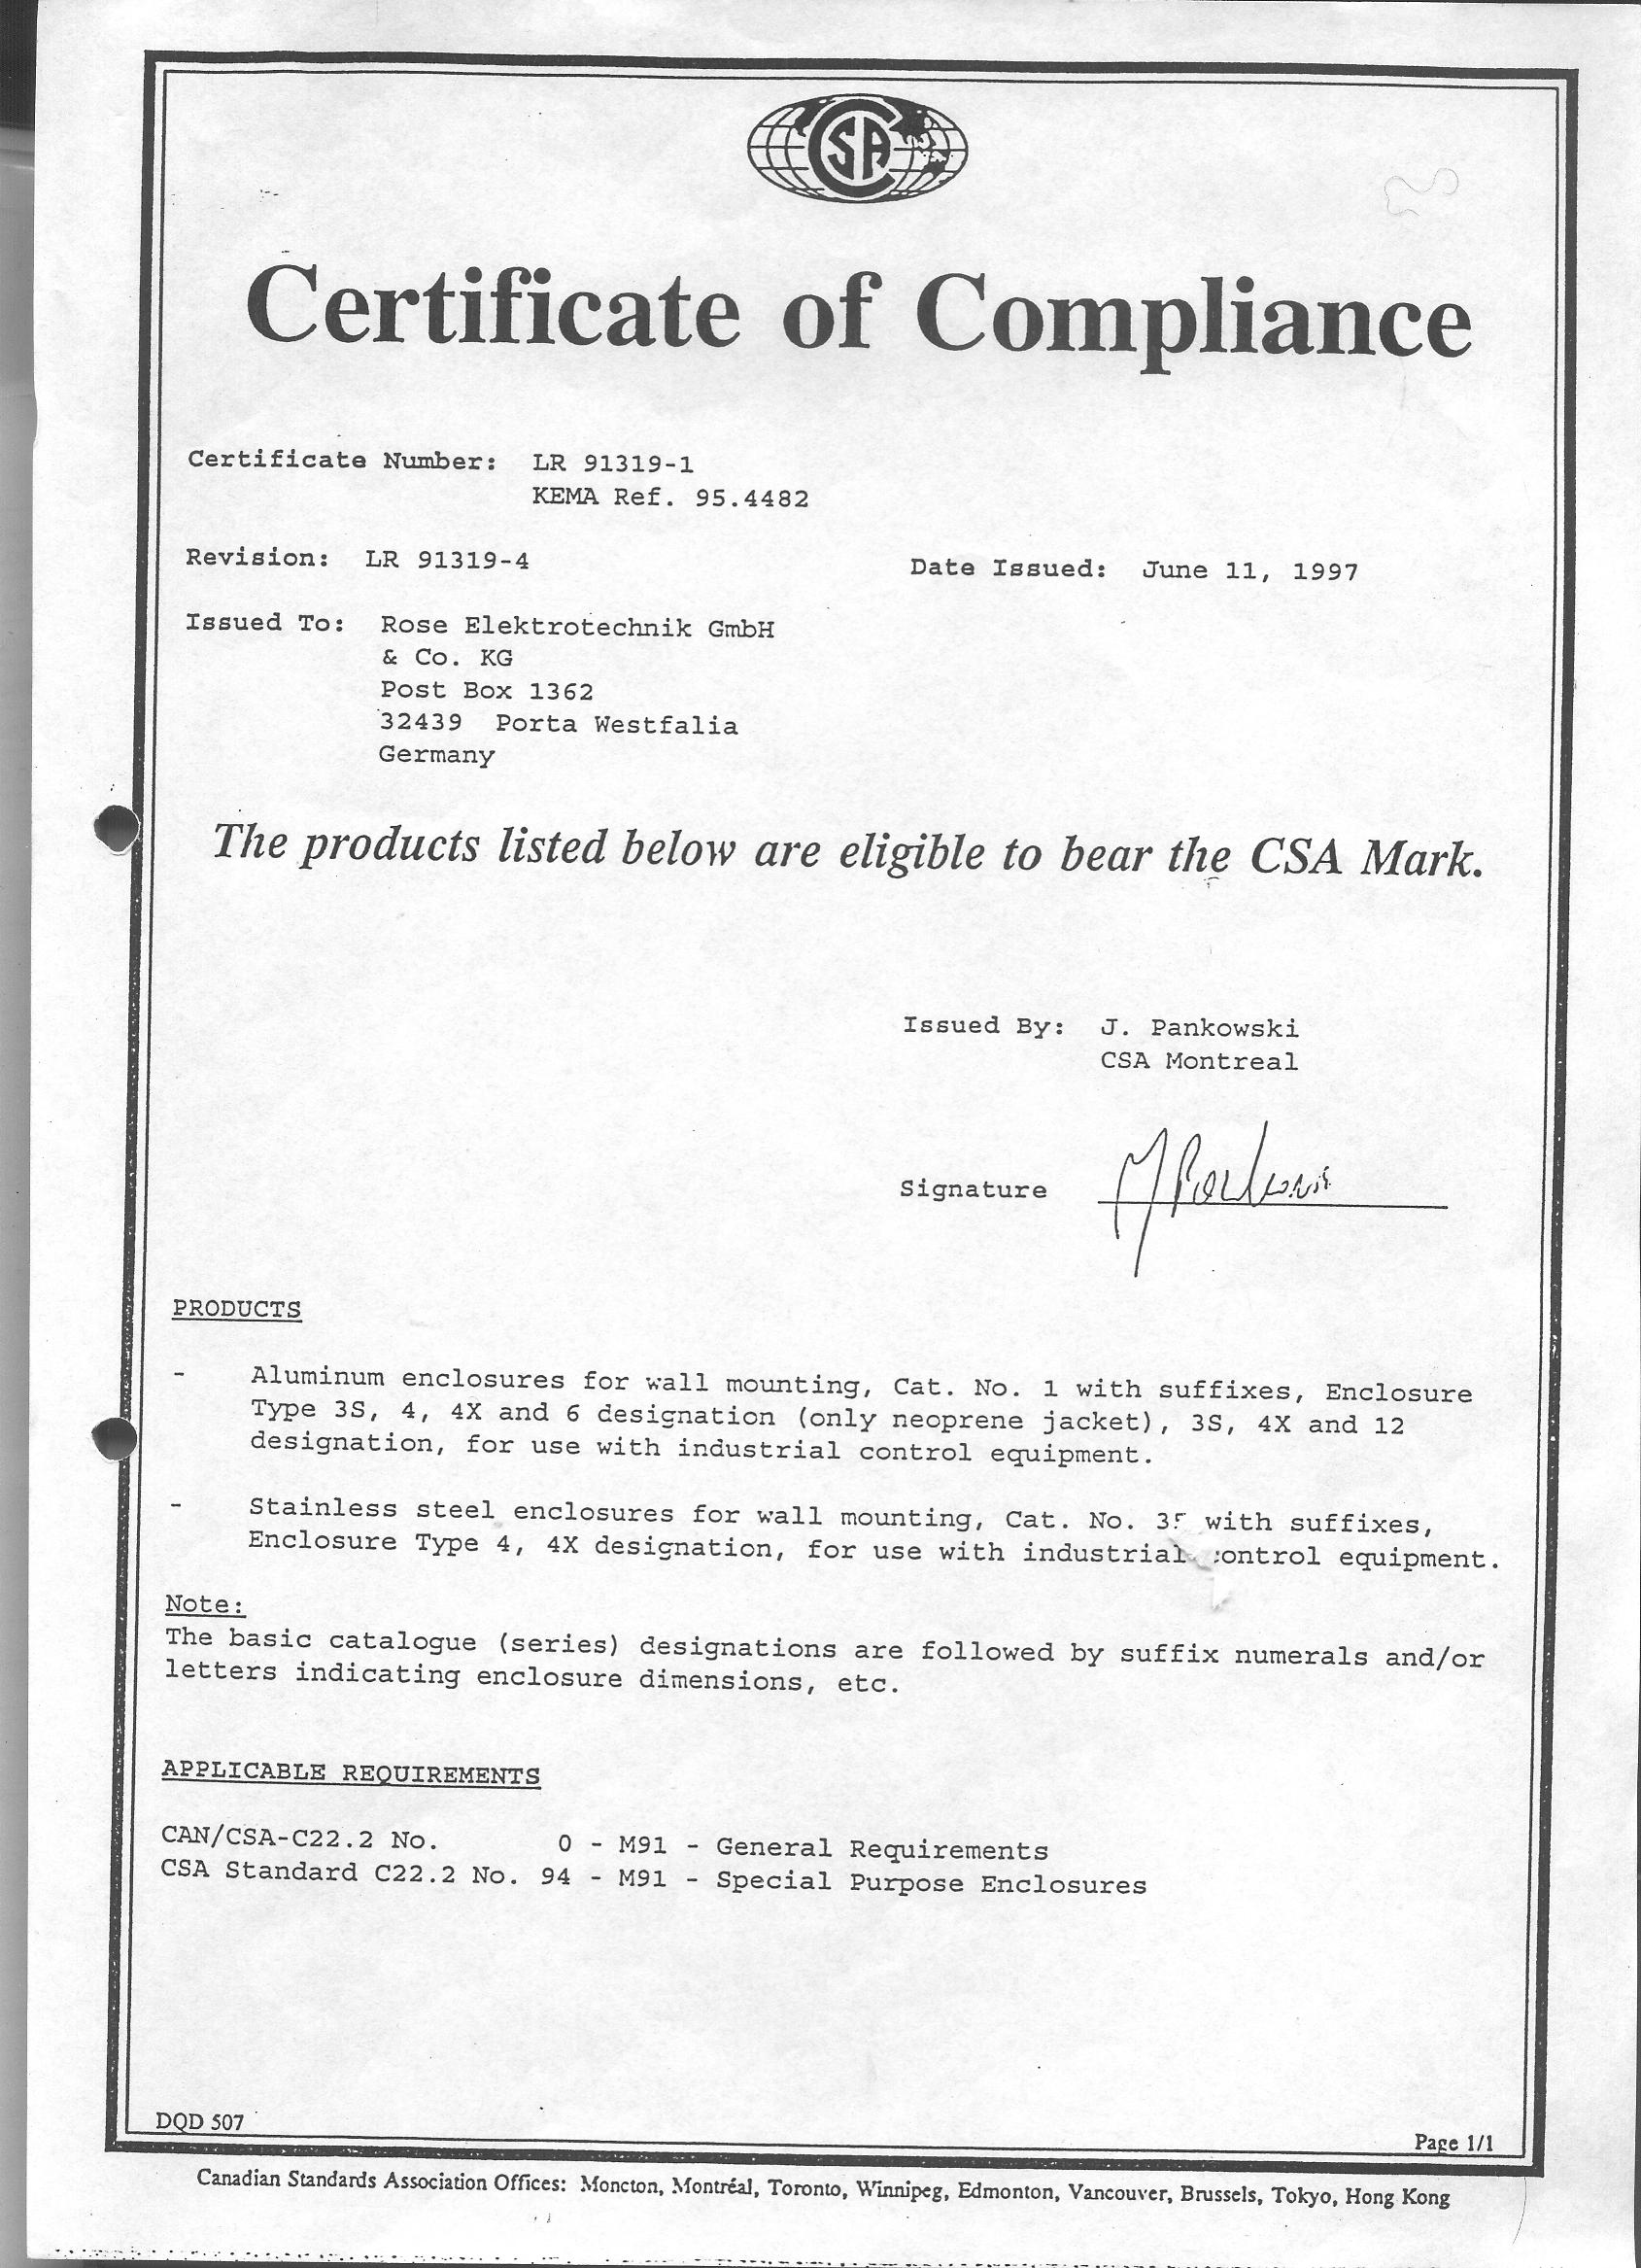 CSA
Certificate of Compliance
Certificate Number: LR 91319-1
KEMA Ref. 95.4482
Revision: LR 91319-4
Date Issued: June 11, 1997
Issued To: Rose Elektrotechnik GmbH
& Co. KG
Post Box 1362
32439 Porta Westfalia
Germany
The products listed below are eligible to bear the CSA Mark.
Issued By: J. Pankowski
CSA Montreal
Signature
PRODUCTS
- Aluminum enclosures for wall mounting, Cat. No. 1 with suffixes, Enclosure
Type 3S, 4, 4X and 6 designation (only neoprene jacket), 3S, 4X and 12
designation, for use with industrial control equipment.
- Stainless steel enclosures for wall mounting, Cat. No. with suffixes,
Enclosure Type 4, 4X designation, for use with industrial control equipment.
Note:
The basic catalogue (series) designations are followed by suffix numerals and/or
letters indicating enclosure dimensions, etc.
APPLICABLE REQUIREMENTS
CAN/CSA-C22.2 No. 0 - M91 - General Requirements
CSA Standard C22.2 No. 94 - M91 - Special Purpose Enclosures
DQD 507
Page 1/1
Canadian Standards Association Offices: Moncton, Montréal, Toronto, Winnipeg, Edmonton, Vancouver, Brussels, Tokyo, Hong Kong